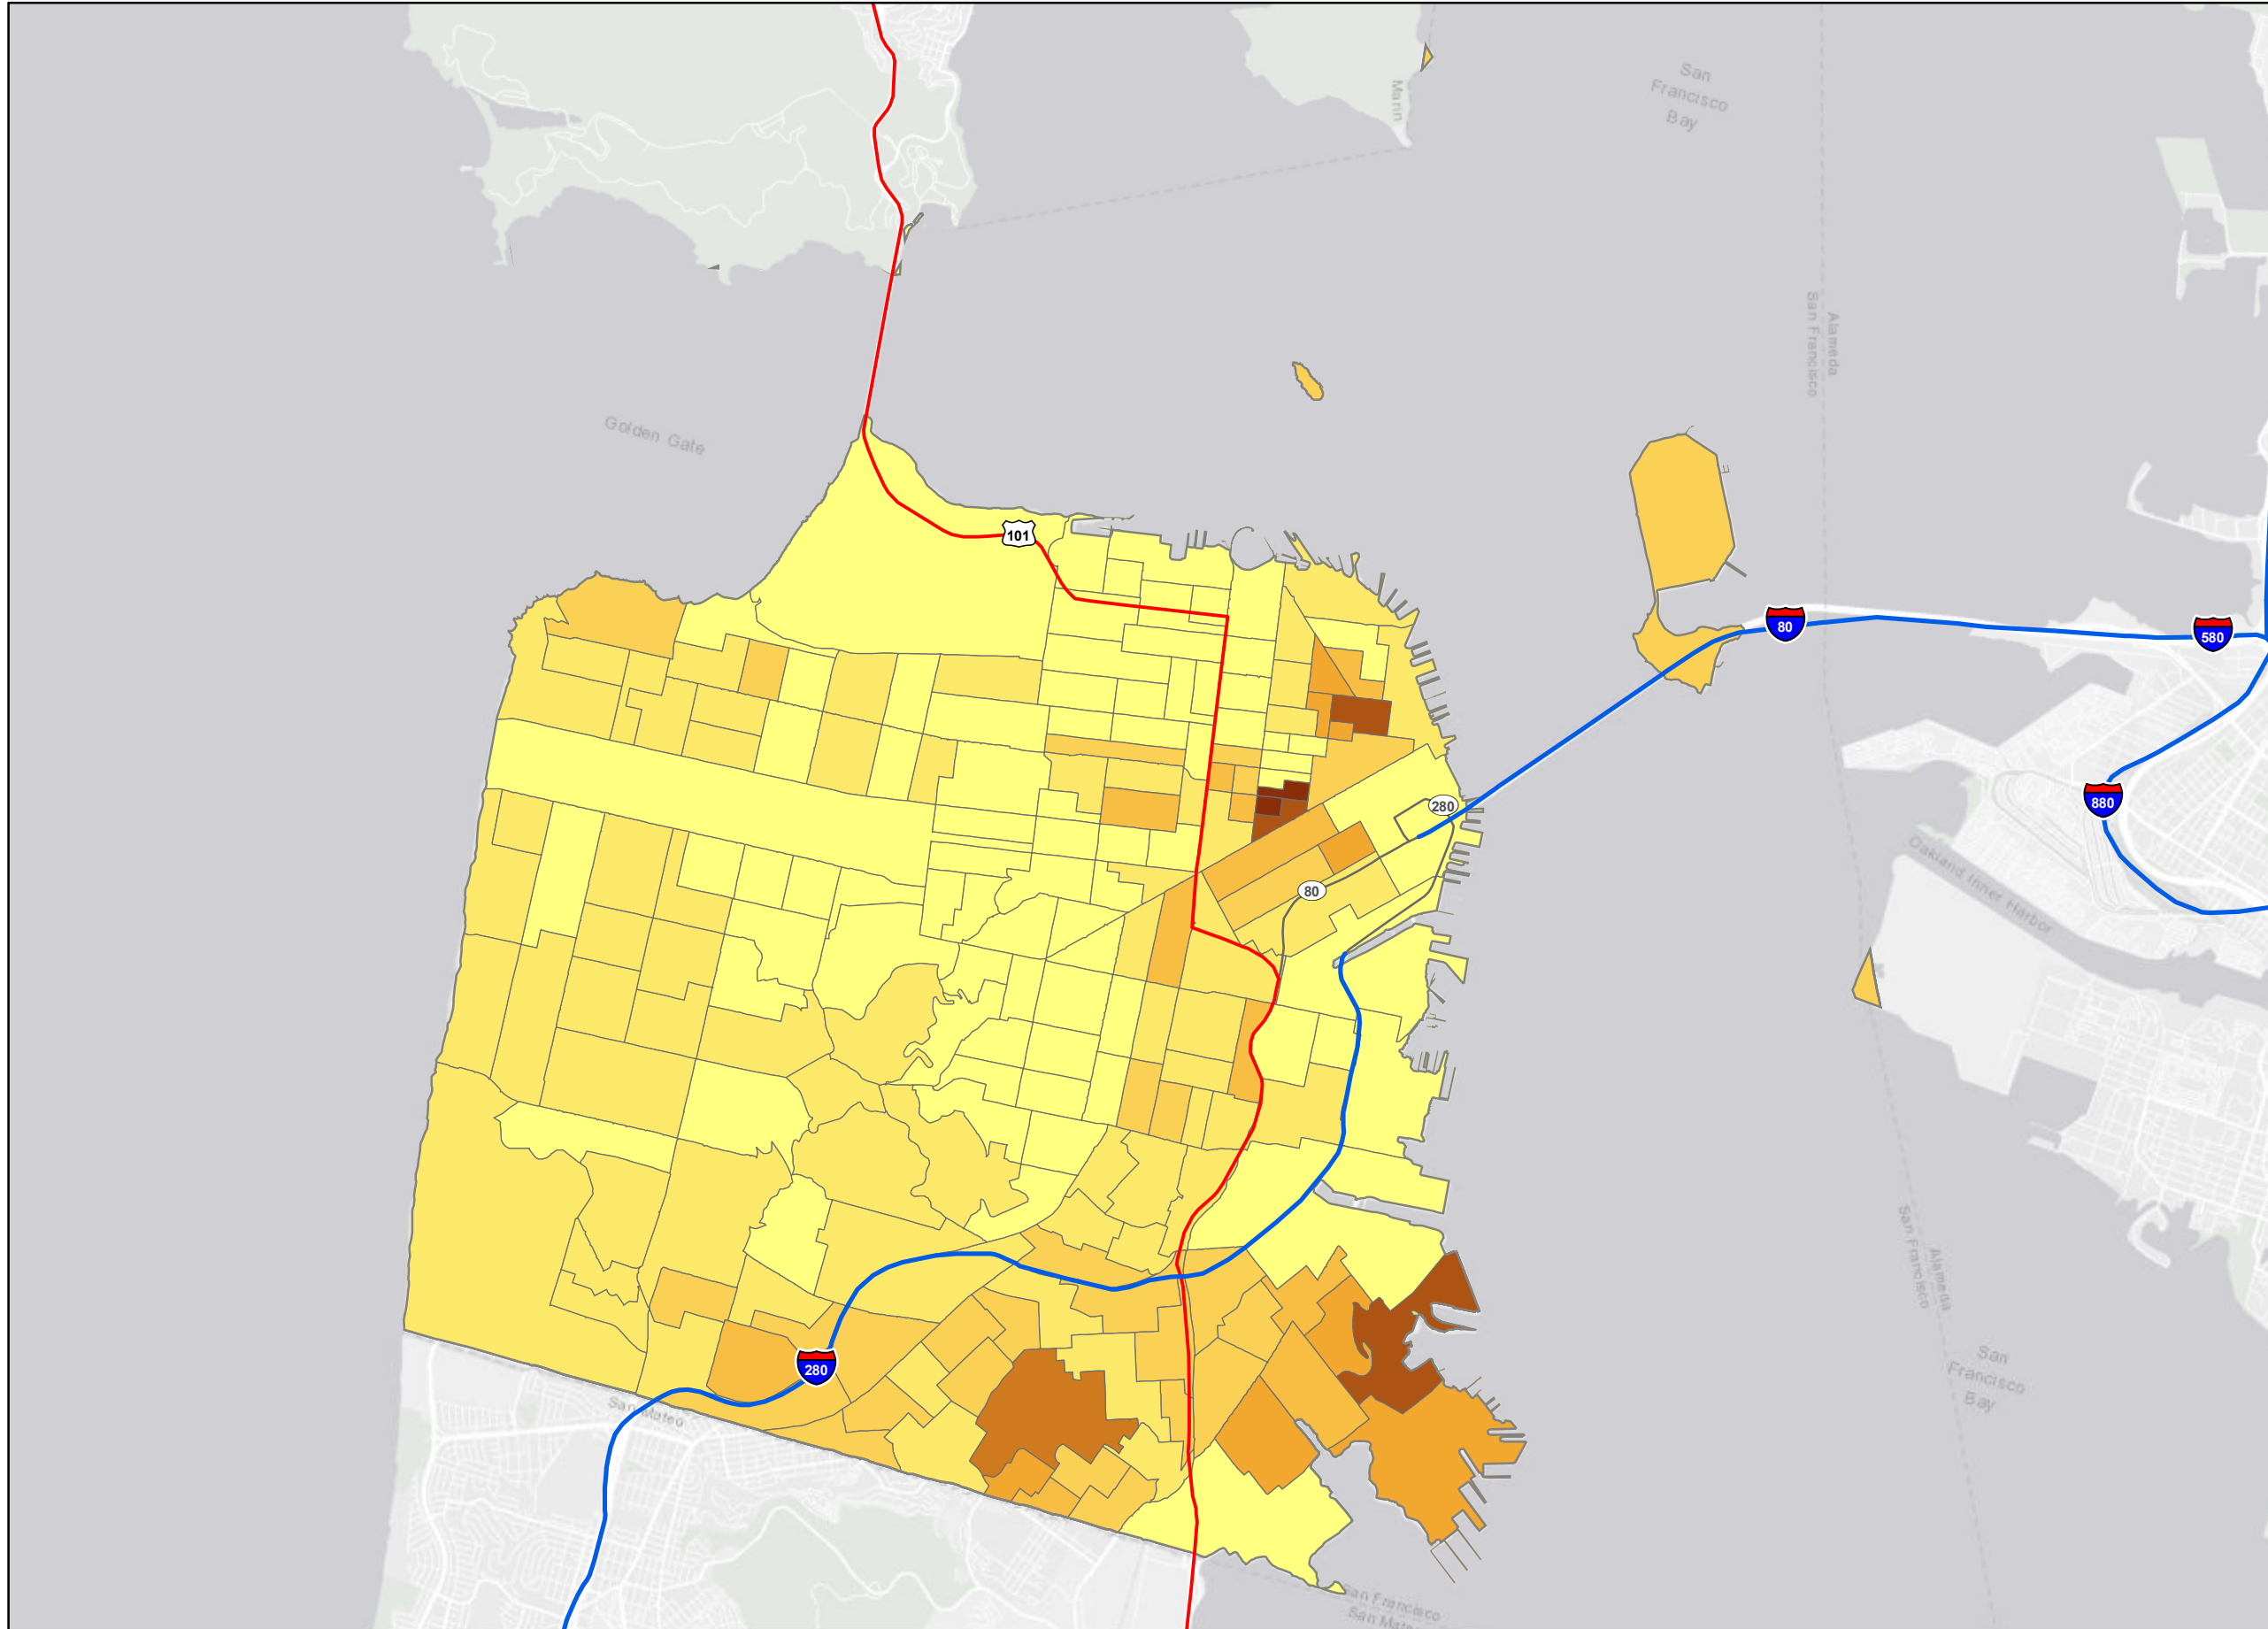 Marin
San
Francisco
Bay
Alameda
San Francisco
Golden Gate
101
80
580
280
880
80
Oakland Inner Harbor
San Francisco
Alameda
San
Francisco
Bay
280
San Mateo
San Francisco
San Mateo